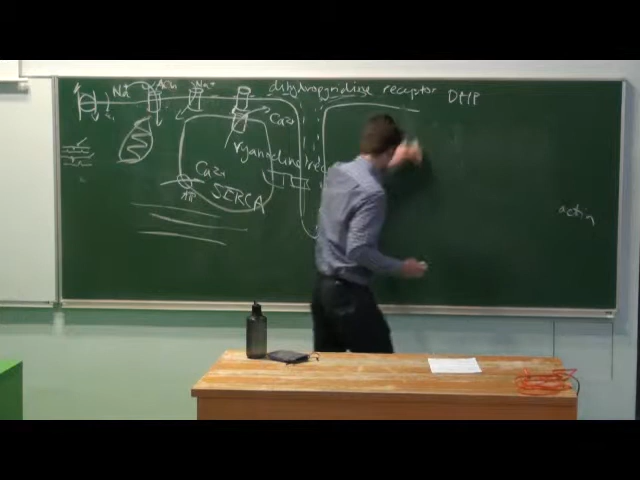 Na⁺ ACh Na⁺ dihydropyridine receptor DHP
Ca²⁺
ryanodine rec
Ca²⁺
SERCA
ATP
actin